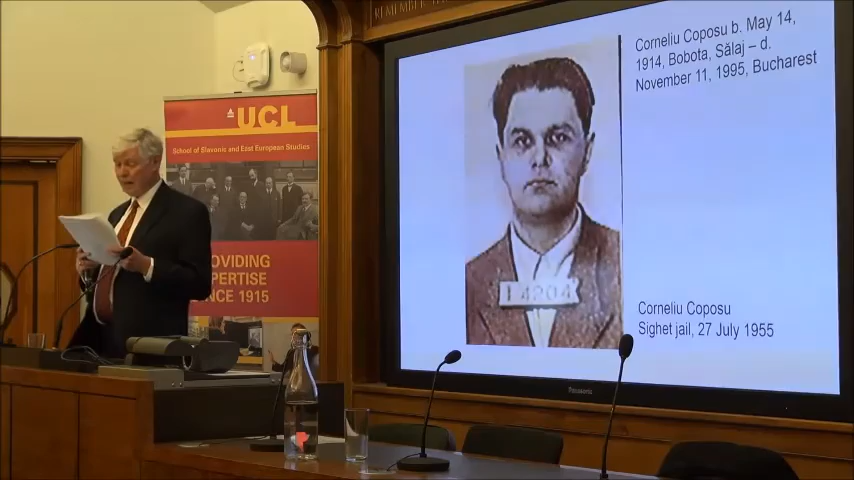 REMEMBER
Corneliu Coposu b. May 14,
1914, Bobota, Sălaj – d.
November 11, 1995, Bucharest
UCL
School of Slavonic and East European Studies
OVIDING
PERTISE
NCE 1915
Corneliu Coposu
Sighet jail, 27 July 1955
Panasonic